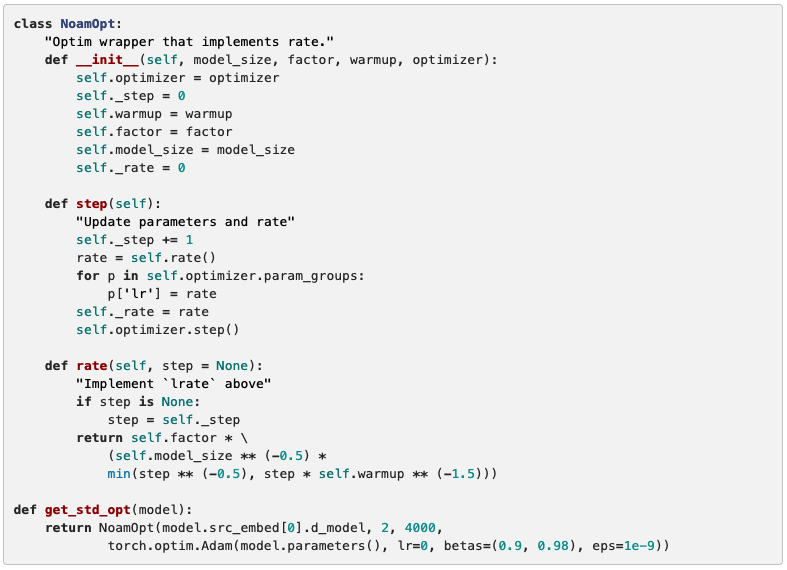 class NoamOpt:
    "Optim wrapper that implements rate."
    def __init__(self, model_size, factor, warmup, optimizer):
        self.optimizer = optimizer
        self._step = 0
        self.warmup = warmup
        self.factor = factor
        self.model_size = model_size
        self._rate = 0

    def step(self):
        "Update parameters and rate"
        self._step += 1
        rate = self.rate()
        for p in self.optimizer.param_groups:
            p['lr'] = rate
        self._rate = rate
        self.optimizer.step()

    def rate(self, step = None):
        "Implement `lrate` above"
        if step is None:
            step = self._step
        return self.factor * \
            (self.model_size ** (-0.5) *
            min(step ** (-0.5), step * self.warmup ** (-1.5)))

def get_std_opt(model):
    return NoamOpt(model.src_embed[0].d_model, 2, 4000,
            torch.optim.Adam(model.parameters(), lr=0, betas=(0.9, 0.98), eps=1e-9))